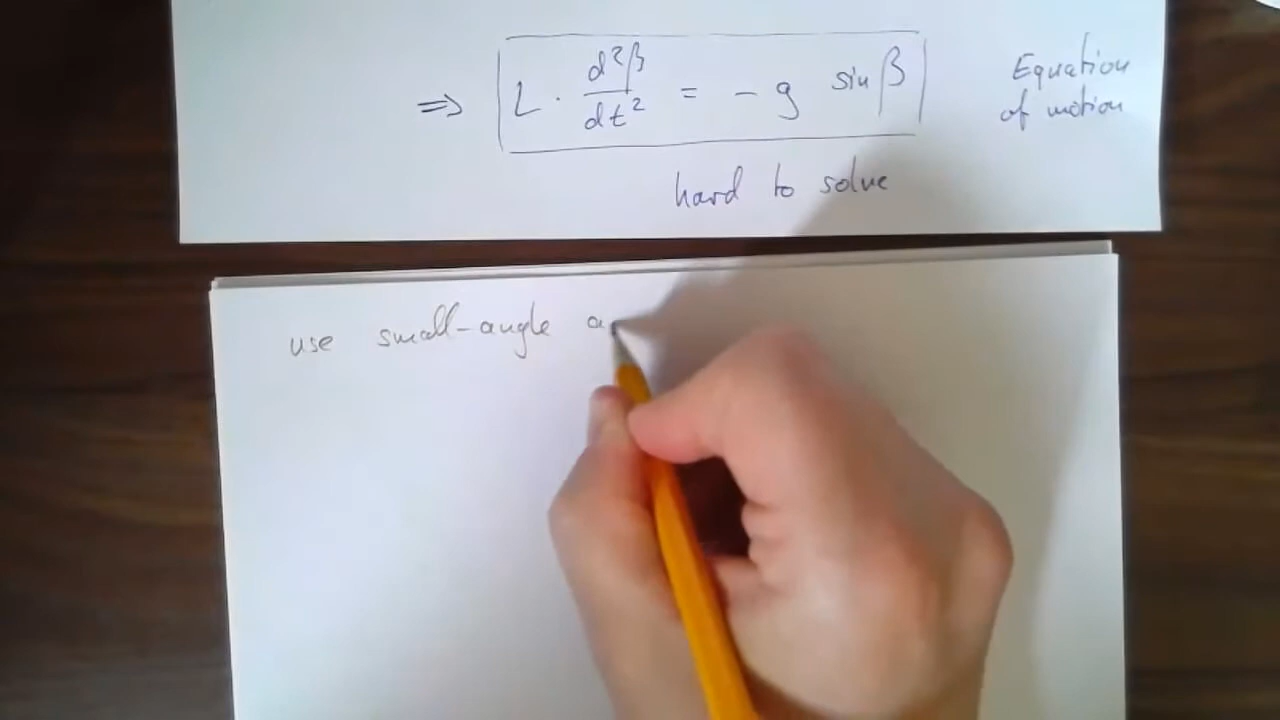 ⇒ L · d²β/dt² = - g sin β
Equation
of motion
hard to solve
use small-angle a